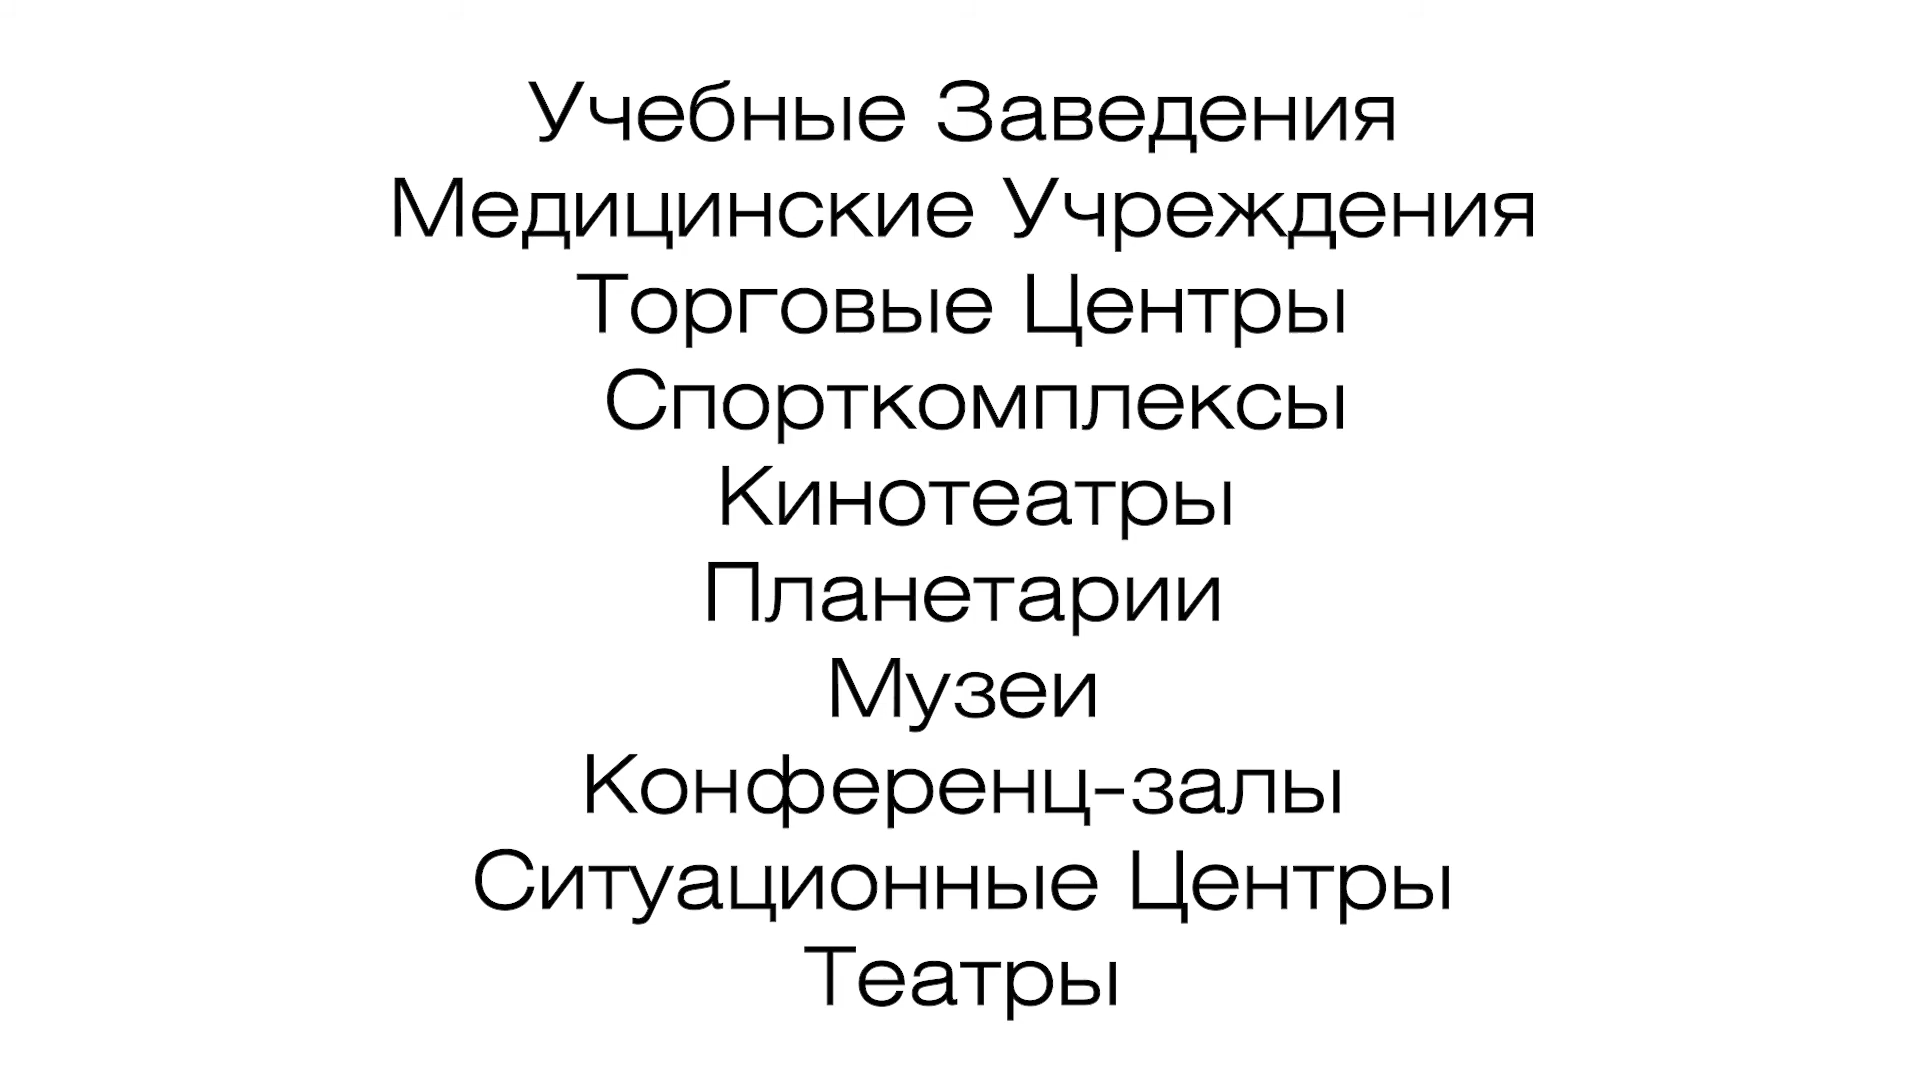 Учебные Заведения
Медицинские Учреждения
Торговые Центры
Спорткомплексы
Кинотеатры
Планетарии
Музеи
Конференц-залы
Ситуационные Центры
Театры